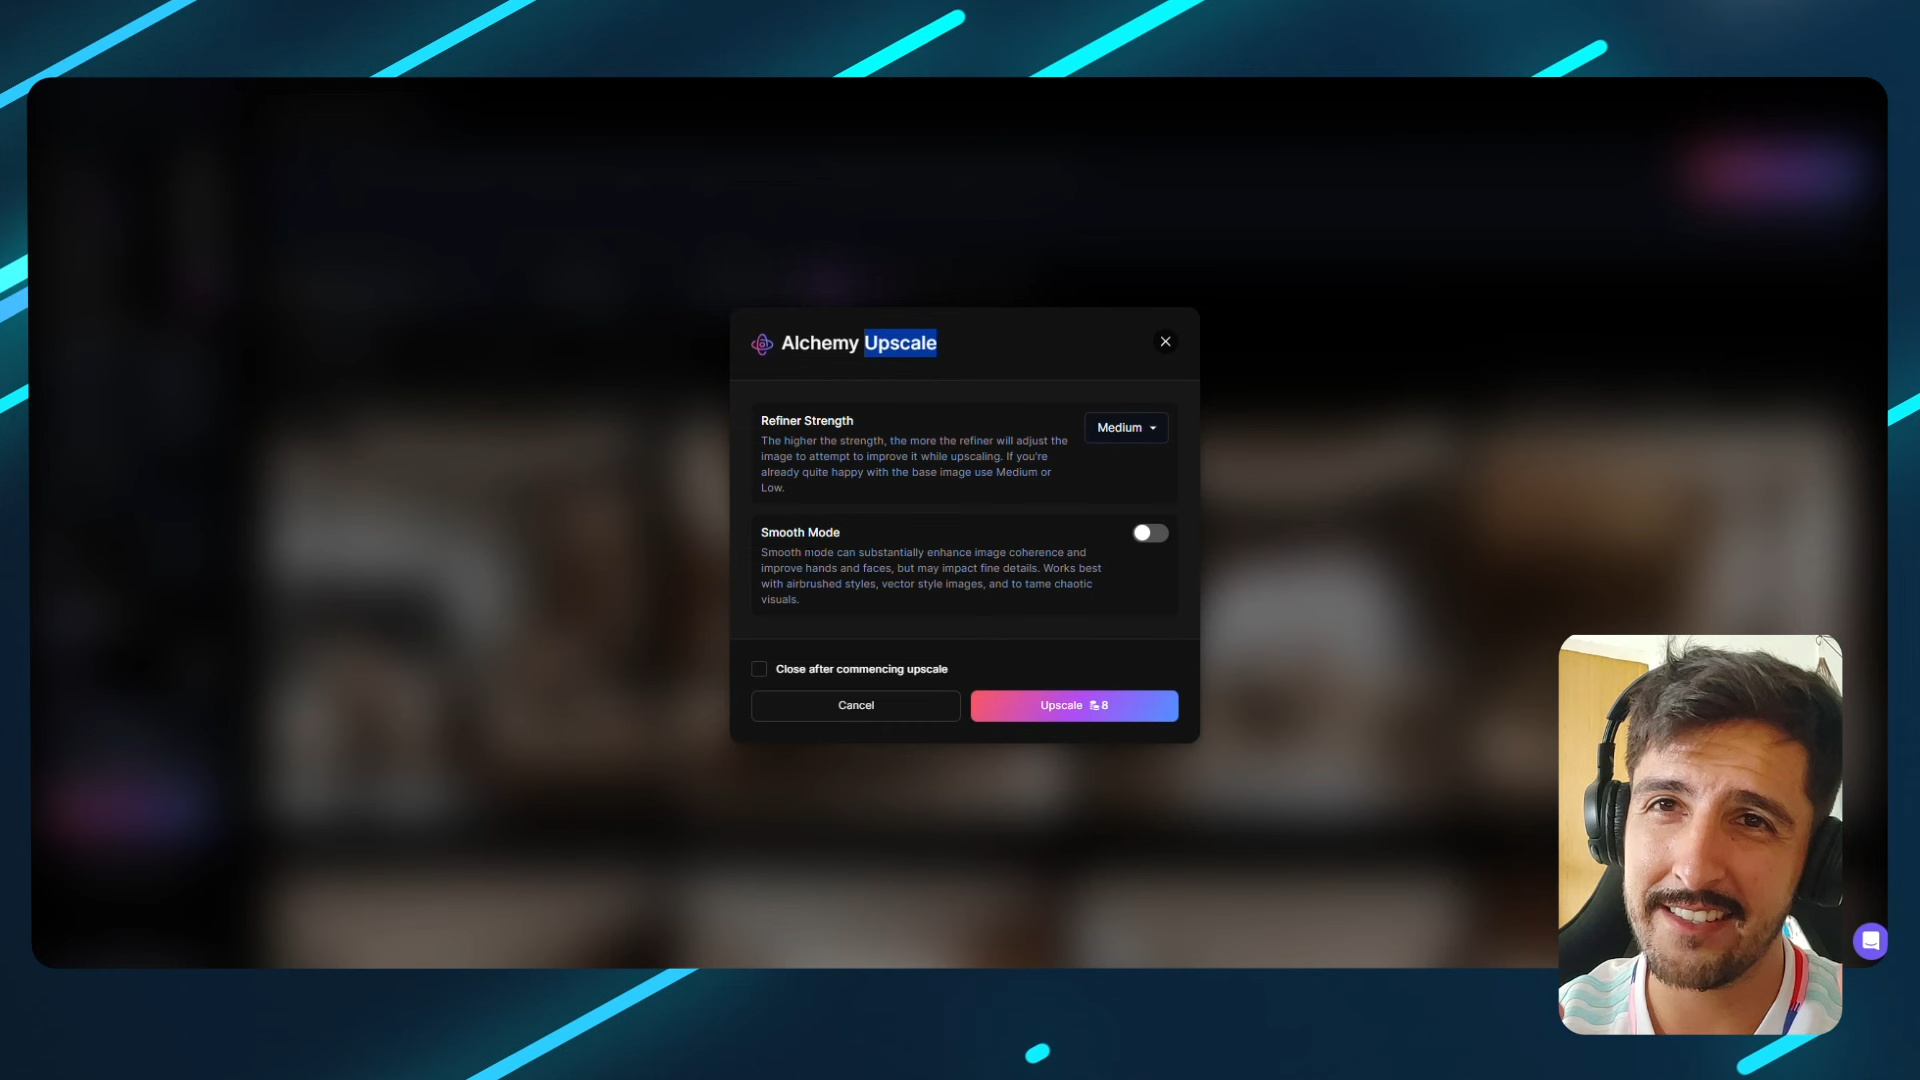 Alchemy Upscale
Refiner Strength
Medium
The higher the strength, the more the refiner will adjust the
image to attempt to improve it while upscaling. If you're
already quite happy with the base image use Medium or
Low.
Smooth Mode
Smooth mode can substantially enhance image coherence and
improve hands and faces, but may impact fine details. Works best
with airbrushed styles, vector style images, and to tame chaotic
visuals.
Close after commencing upscale
Cancel
Upscale 8